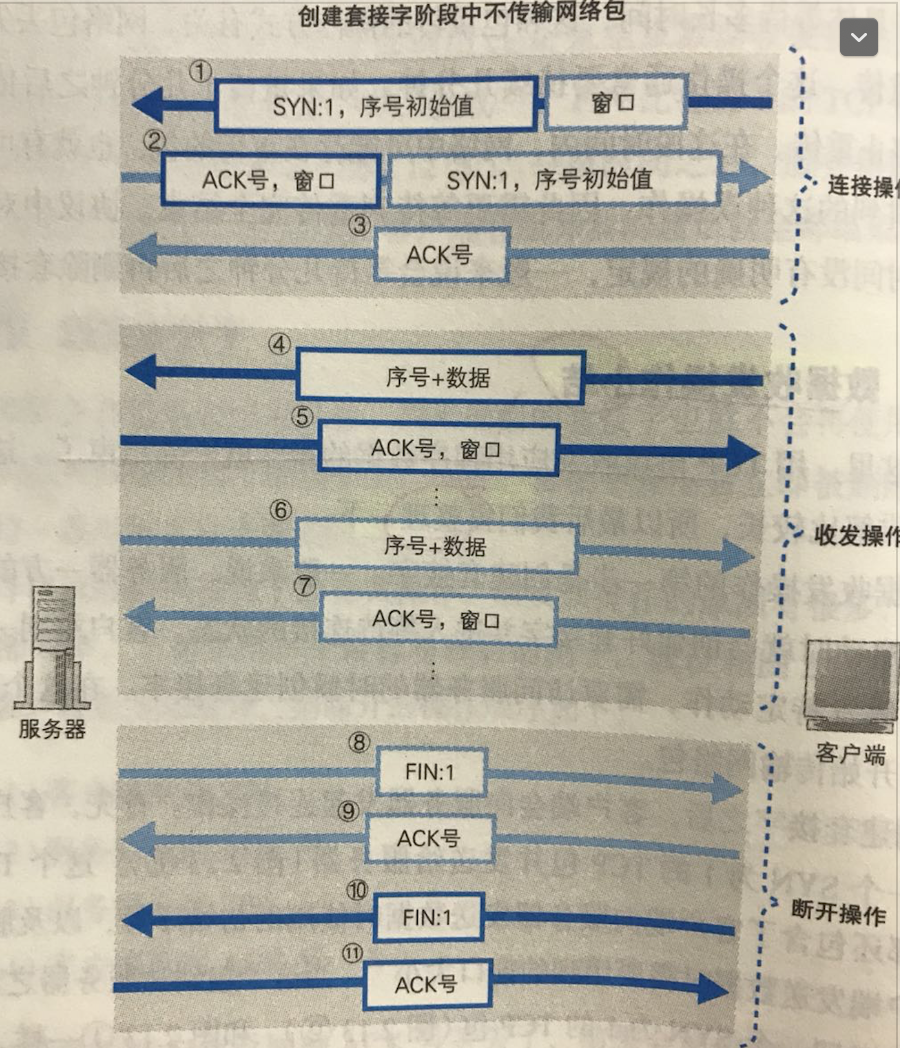 创建套接字阶段中不传输网络包
①
SYN:1，序号初始值
窗口
②
ACK号，窗口
SYN:1，序号初始值
③
ACK号
连接操
④
序号+数据
⑤
ACK号，窗口
⋮
⑥
序号+数据
⑦
ACK号，窗口
⋮
收发操作
服务器
客户端
⑧
FIN:1
⑨
ACK号
⑩
FIN:1
⑪
ACK号
断开操作